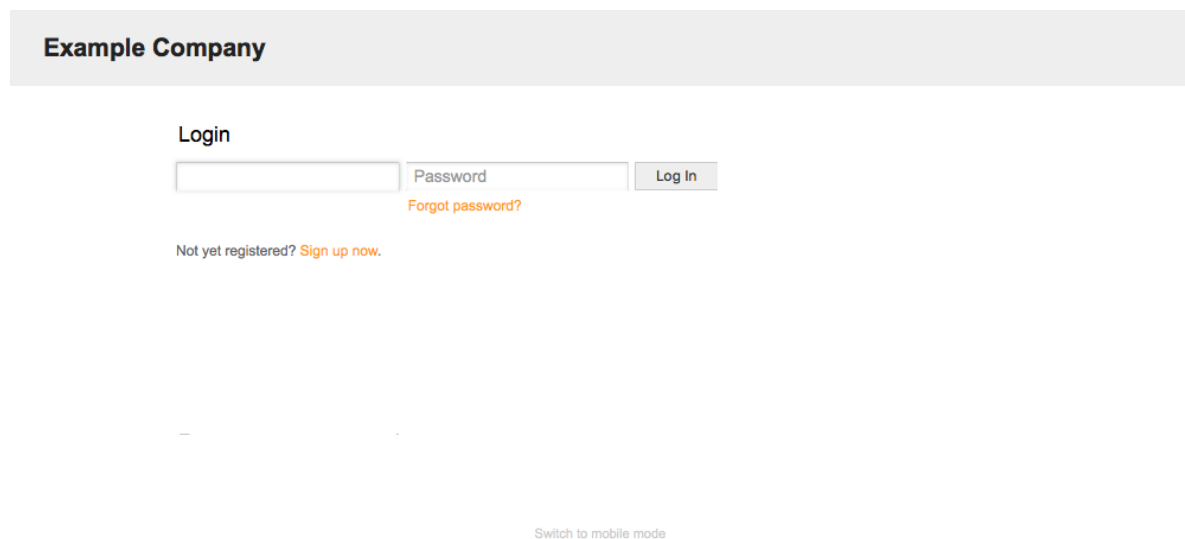 Example Company
Login
Password Log In
Forgot password?
Not yet registered? Sign up now.
Switch to mobile mode